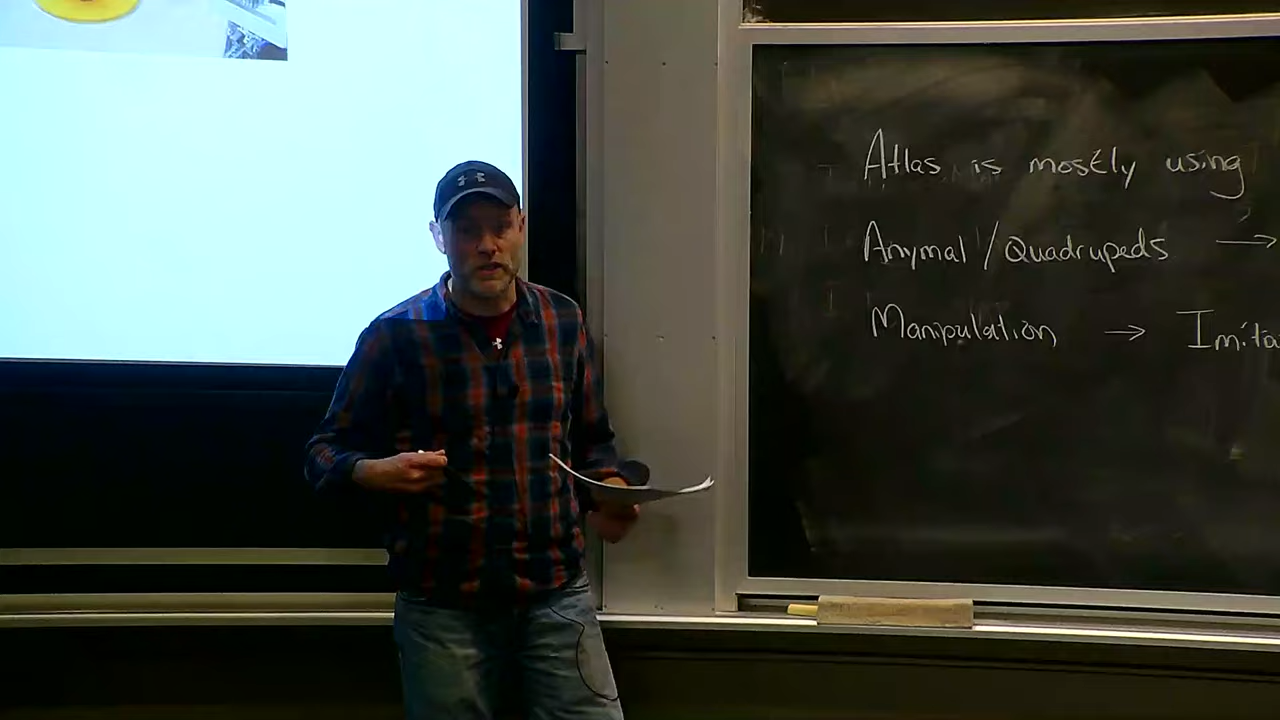 Atlas is mostly using
Anymal / Quadrupeds →
Manipulation → Imita